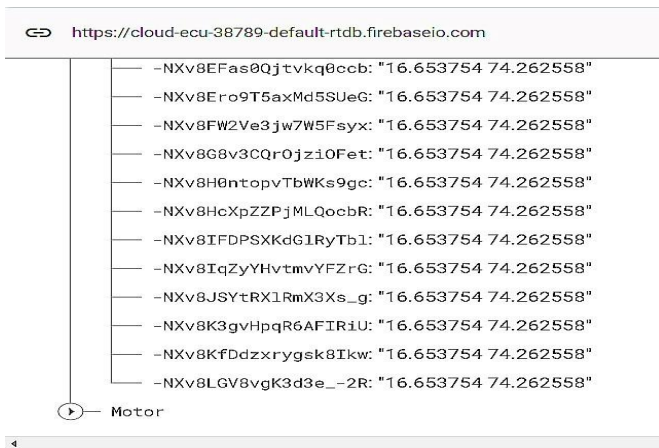 https://cloud-ecu-38789-default-rtdb.firebaseio.com
-NXv8EFas0Qjtvkq0ccb: "16.653754 74.262558"
-NXv8Ero9T5axMd5SUeG: "16.653754 74.262558"
-NXv8FW2Ve3jw7W5Fsyx: "16.653754 74.262558"
-NXv8G8v3CQrOjziOFet: "16.653754 74.262558"
-NXv8H0ntopvTbWKs9gc: "16.653754 74.262558"
-NXv8HcXpZZPjMLQocbR: "16.653754 74.262558"
-NXv8IFDPSXKdGlRyTbl: "16.653754 74.262558"
-NXv8IqZyYHvtmvYFZrG: "16.653754 74.262558"
-NXv8JSYtRXlRmX3Xs_g: "16.653754 74.262558"
-NXv8K3gvHpqR6AFIRiU: "16.653754 74.262558"
-NXv8KfDdzxrygsk8Ikw: "16.653754 74.262558"
-NXv8LGV8vgK3d3e_-2R: "16.653754 74.262558"
Motor